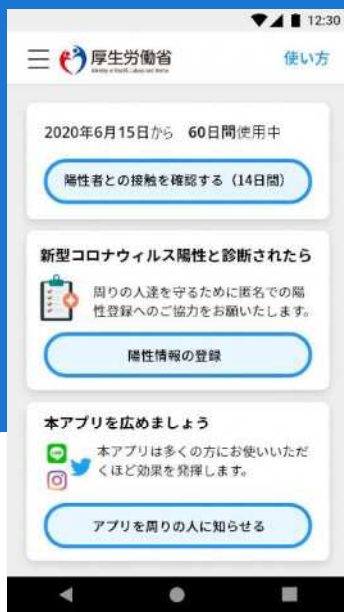 12:30
厚生労働省
使い方
2020年6月15日から 60日間使用中
陽性者との接触を確認する（14日間）
新型コロナウィルス陽性と診断されたら
周りの人達を守るために匿名での陽
性登録へのご協力をお願いたします。
陽性情報の登録
本アプリを広めましょう
本アプリは多くの方にお使いいただ
くほど効果を発揮します。
アプリを周りの人に知らせる